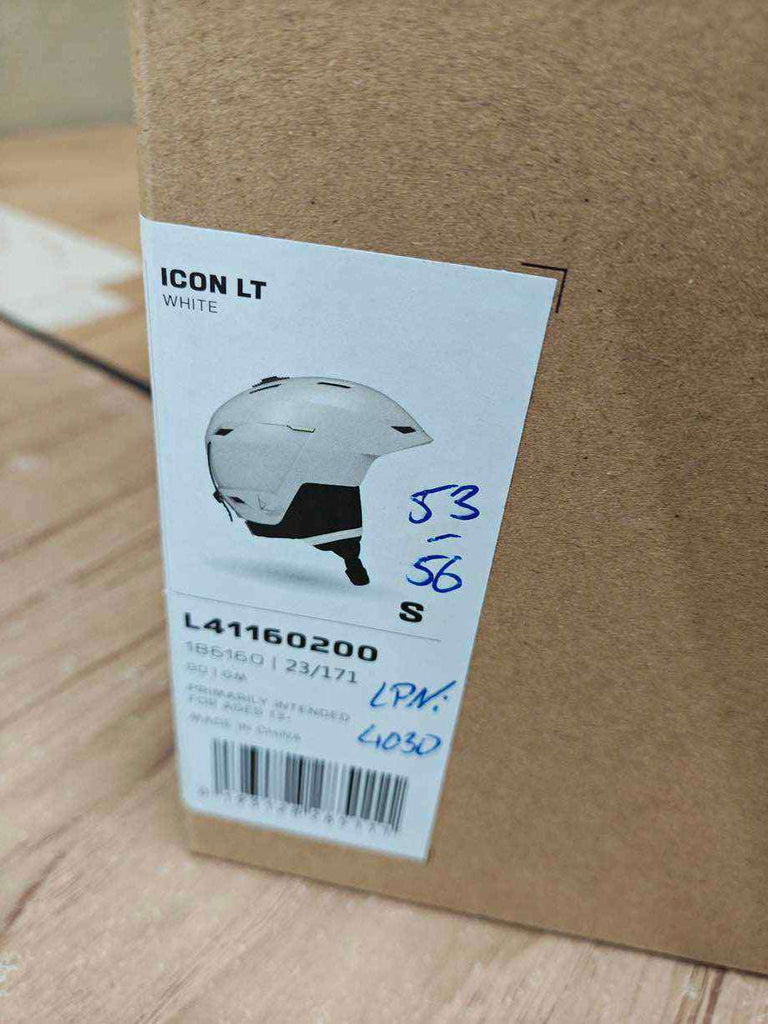 ICON LT
WHITE
53
-
56
S
L41160200
186160 | 23/171
LPN:
PRIMARILY INTENDED
FOR AGES 12+
4030
MADE IN CHINA